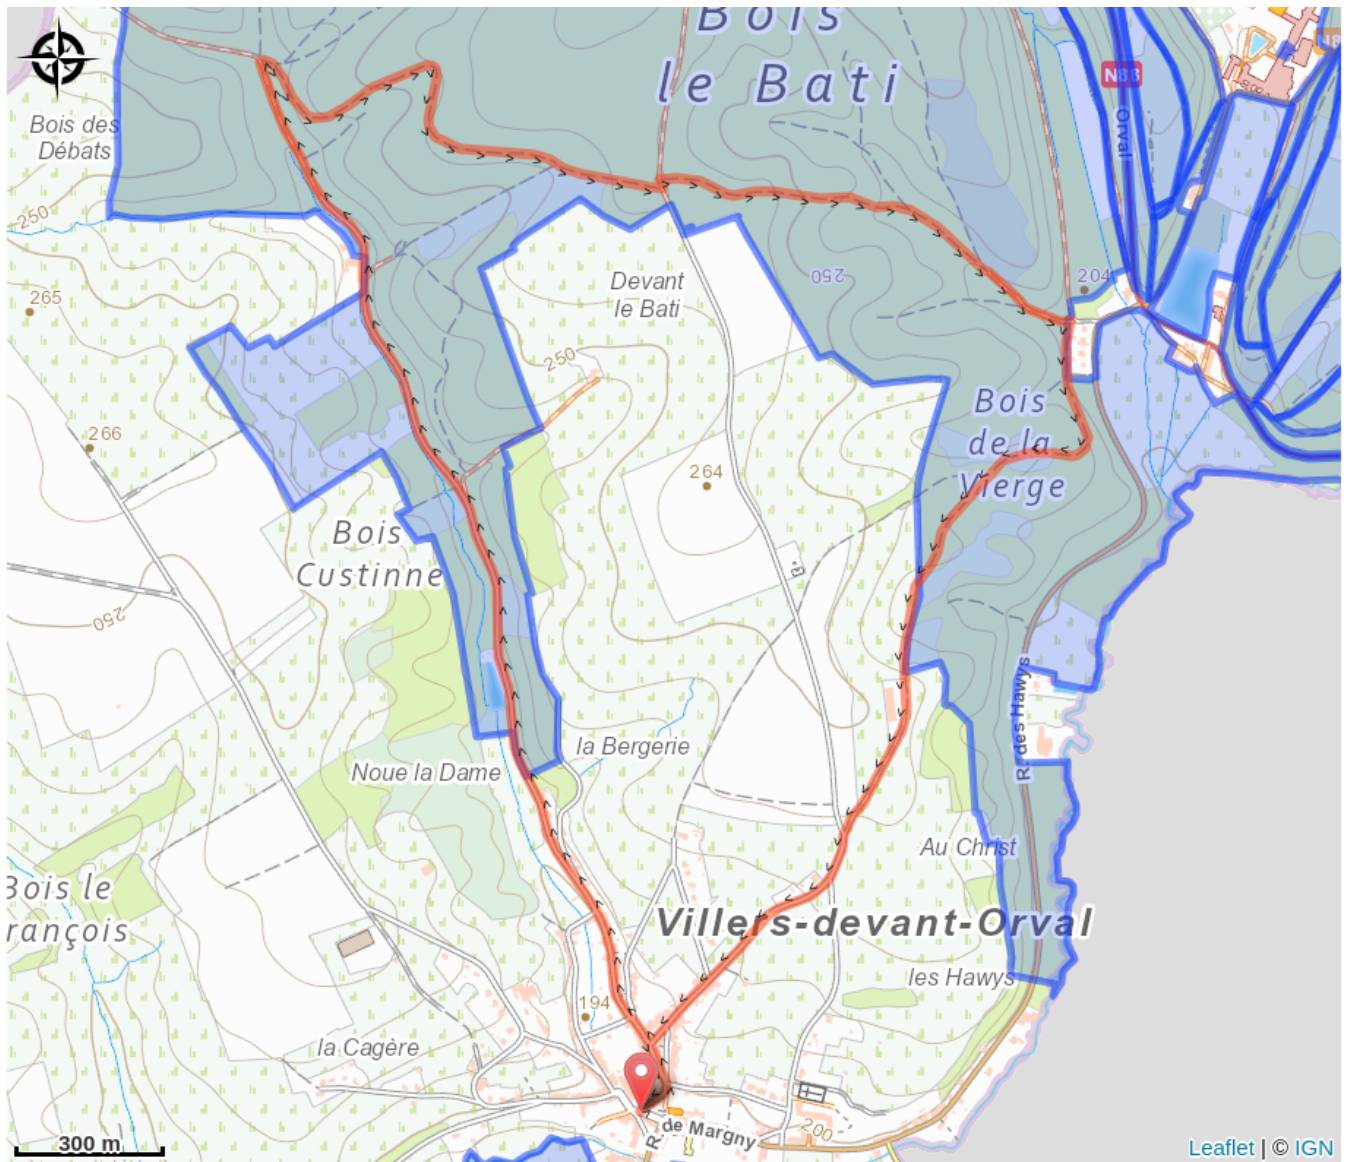 Bois
le Bati
N88
Orval
Bois des
Débats
250
265
204
250
Devant
le Bati
250
266
264
Bois
de la
Vierge
Bois
Custinne
250
R. des Hawys
la Bergerie
Noue la Dame
Au Christ
Bois le
rançois
Villers-devant-Orval
les Hawys
194
la Cagère
200
R. de Margny
300 m
Leaflet | © IGN